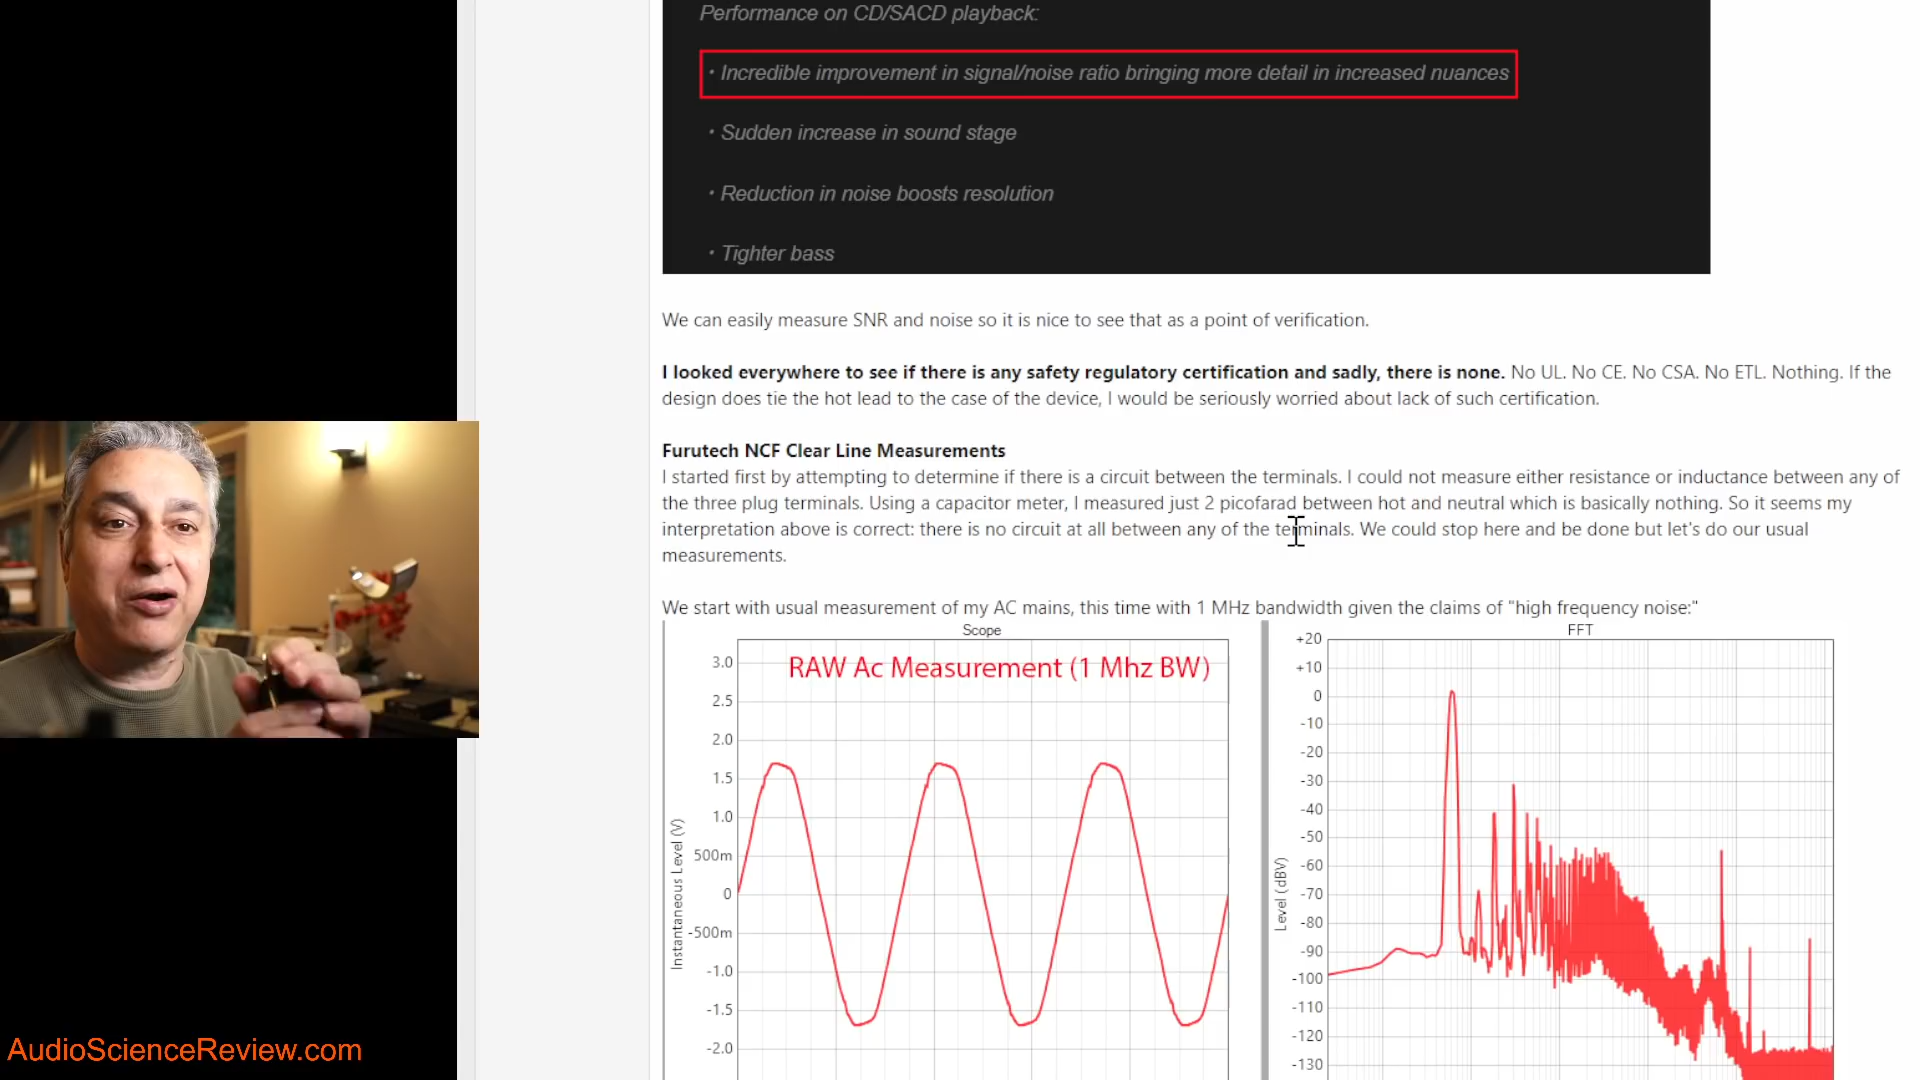 Performance on CD/SACD playback:
· Incredible improvement in signal/noise ratio bringing more detail in increased nuances
· Sudden increase in sound stage
· Reduction in noise boosts resolution
· Tighter bass
We can easily measure SNR and noise so it is nice to see that as a point of verification.
I looked everywhere to see if there is any safety regulatory certification and sadly, there is none. No UL. No CE. No CSA. No ETL. Nothing. If the
design does tie the hot lead to the case of the device, I would be seriously worried about lack of such certification.
Furutech NCF Clear Line Measurements
I started first by attempting to determine if there is a circuit between the terminals. I could not measure either resistance or inductance between any of
the three plug terminals. Using a capacitor meter, I measured just 2 picofarad between hot and neutral which is basically nothing. So it seems my
interpretation above is correct: there is no circuit at all between any of the terminals. We could stop here and be done but let's do our usual
measurements.
We start with usual measurement of my AC mains, this time with 1 MHz bandwidth given the claims of "high frequency noise:"
Scope
RAW Ac Measurement (1 Mhz BW)
Instantaneous Level (V)
3.0
2.5
2.0
1.5
1.0
500m
0
-500m
-1.0
-1.5
-2.0
FFT
Level (dBV)
+20
+10
0
-10
-20
-30
-40
-50
-60
-70
-80
-90
-100
-110
-120
-130
AudioScienceReview.com